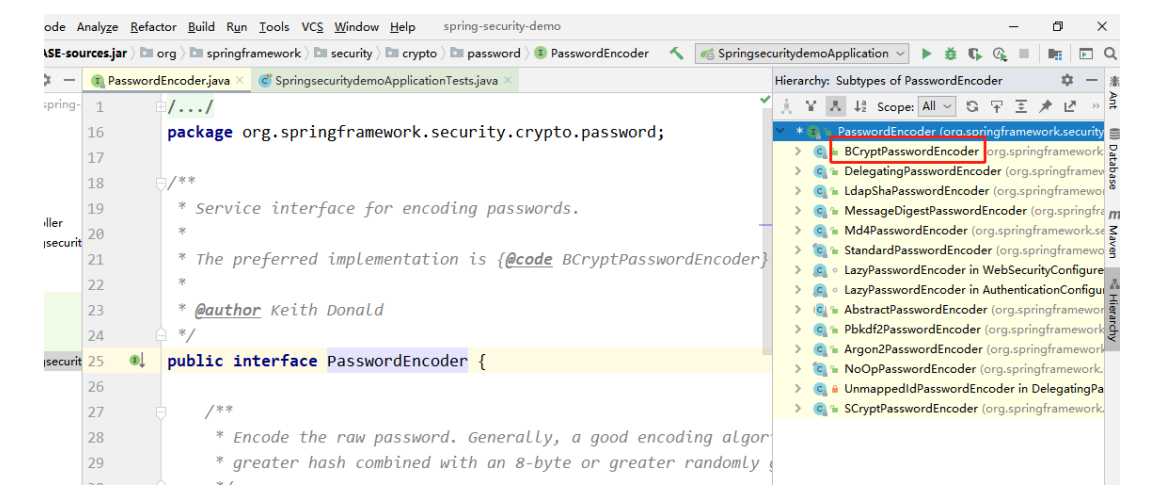 ode Analyze Refactor Build Run Tools VCS Window Help spring-security-demo
ASE-sources.jar org springframework security crypto password PasswordEncoder SpringsecuritydemoApplication
PasswordEncoder.java SpringsecuritydemoApplicationTests.java
Hierarchy: Subtypes of PasswordEncoder
Scope: All
spring-
oller
securit
securit
1 /.../
16 package org.springframework.security.crypto.password;
17
18 /**
19 * Service interface for encoding passwords.
20 *
21 * The preferred implementation is {@code BCryptPasswordEncoder}
22 *
23 * @author Keith Donald
24 */
25 public interface PasswordEncoder {
26
27 /**
28 * Encode the raw password. Generally, a good encoding algor
29 * greater hash combined with an 8-byte or greater randomly g
* PasswordEncoder (org.springframework.security
BCryptPasswordEncoder (org.springframework.
DelegatingPasswordEncoder (org.springframew
LdapShaPasswordEncoder (org.springframewor
MessageDigestPasswordEncoder (org.springfra
Md4PasswordEncoder (org.springframework.se
StandardPasswordEncoder (org.springframewo
LazyPasswordEncoder in WebSecurityConfigure
LazyPasswordEncoder in AuthenticationConfigu
AbstractPasswordEncoder (org.springframewor
Pbkdf2PasswordEncoder (org.springframework
Argon2PasswordEncoder (org.springframework
NoOpPasswordEncoder (org.springframework.
UnmappedIdPasswordEncoder in DelegatingPa
SCryptPasswordEncoder (org.springframework.
Ant
Database
Maven
Hierarchy